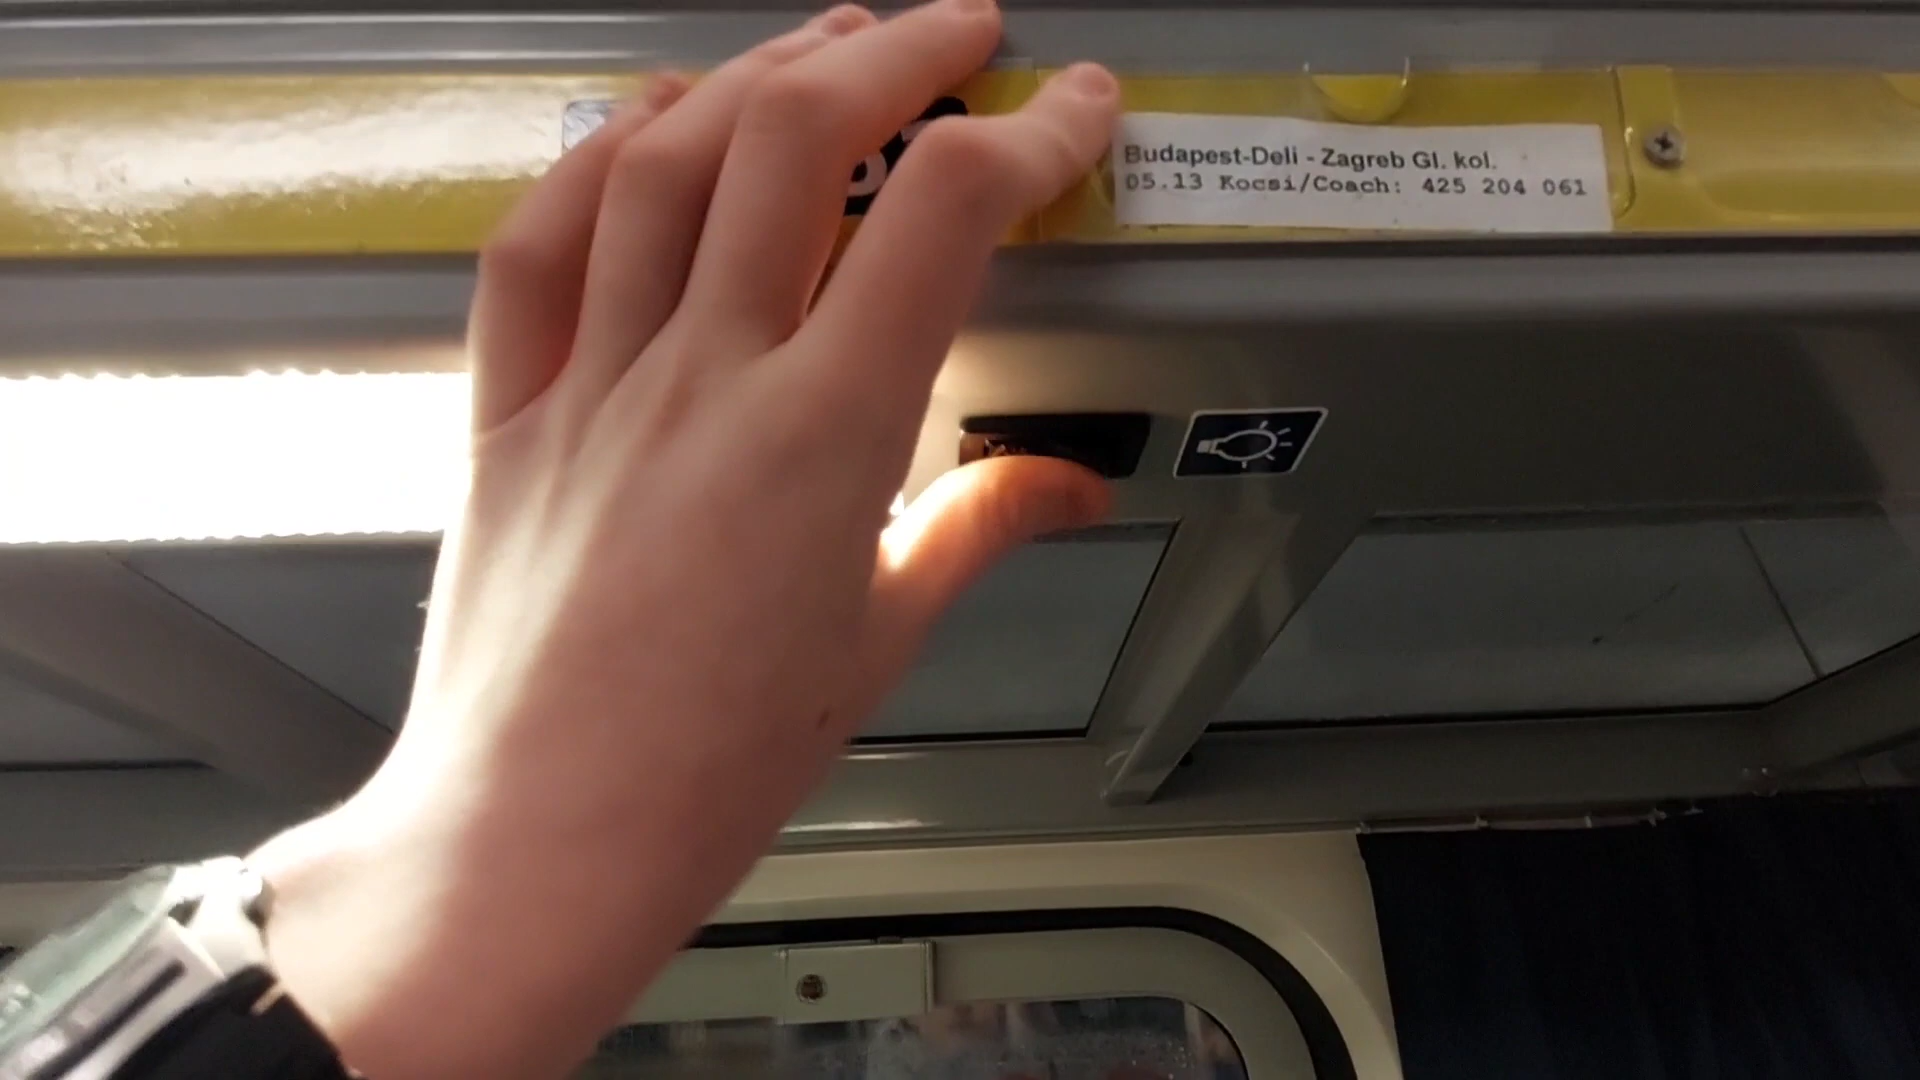 Budapest-Deli - Zagreb Gl. kol.
05.13 Kocsi/Coach: 425 204 061